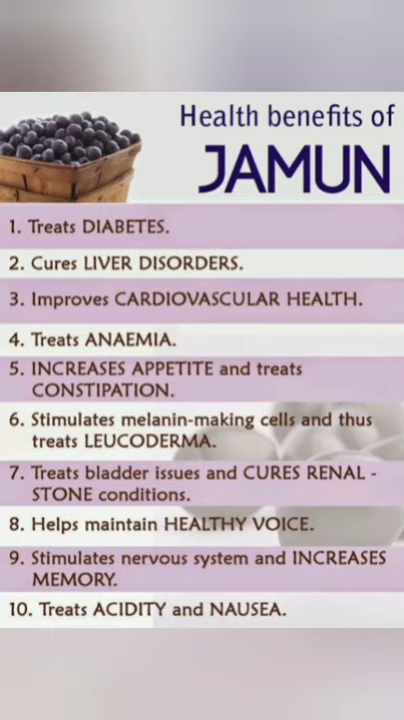 Health benefits of
JAMUN
1. Treats DIABETES.
2. Cures LIVER DISORDERS.
3. Improves CARDIOVASCULAR HEALTH.
4. Treats ANAEMIA.
5. INCREASES APPETITE and treats
CONSTIPATION.
6. Stimulates melanin-making cells and thus
treats LEUCODERMA.
7. Treats bladder issues and CURES RENAL -
STONE conditions.
8. Helps maintain HEALTHY VOICE.
9. Stimulates nervous system and INCREASES
MEMORY.
10. Treats ACIDITY and NAUSEA.